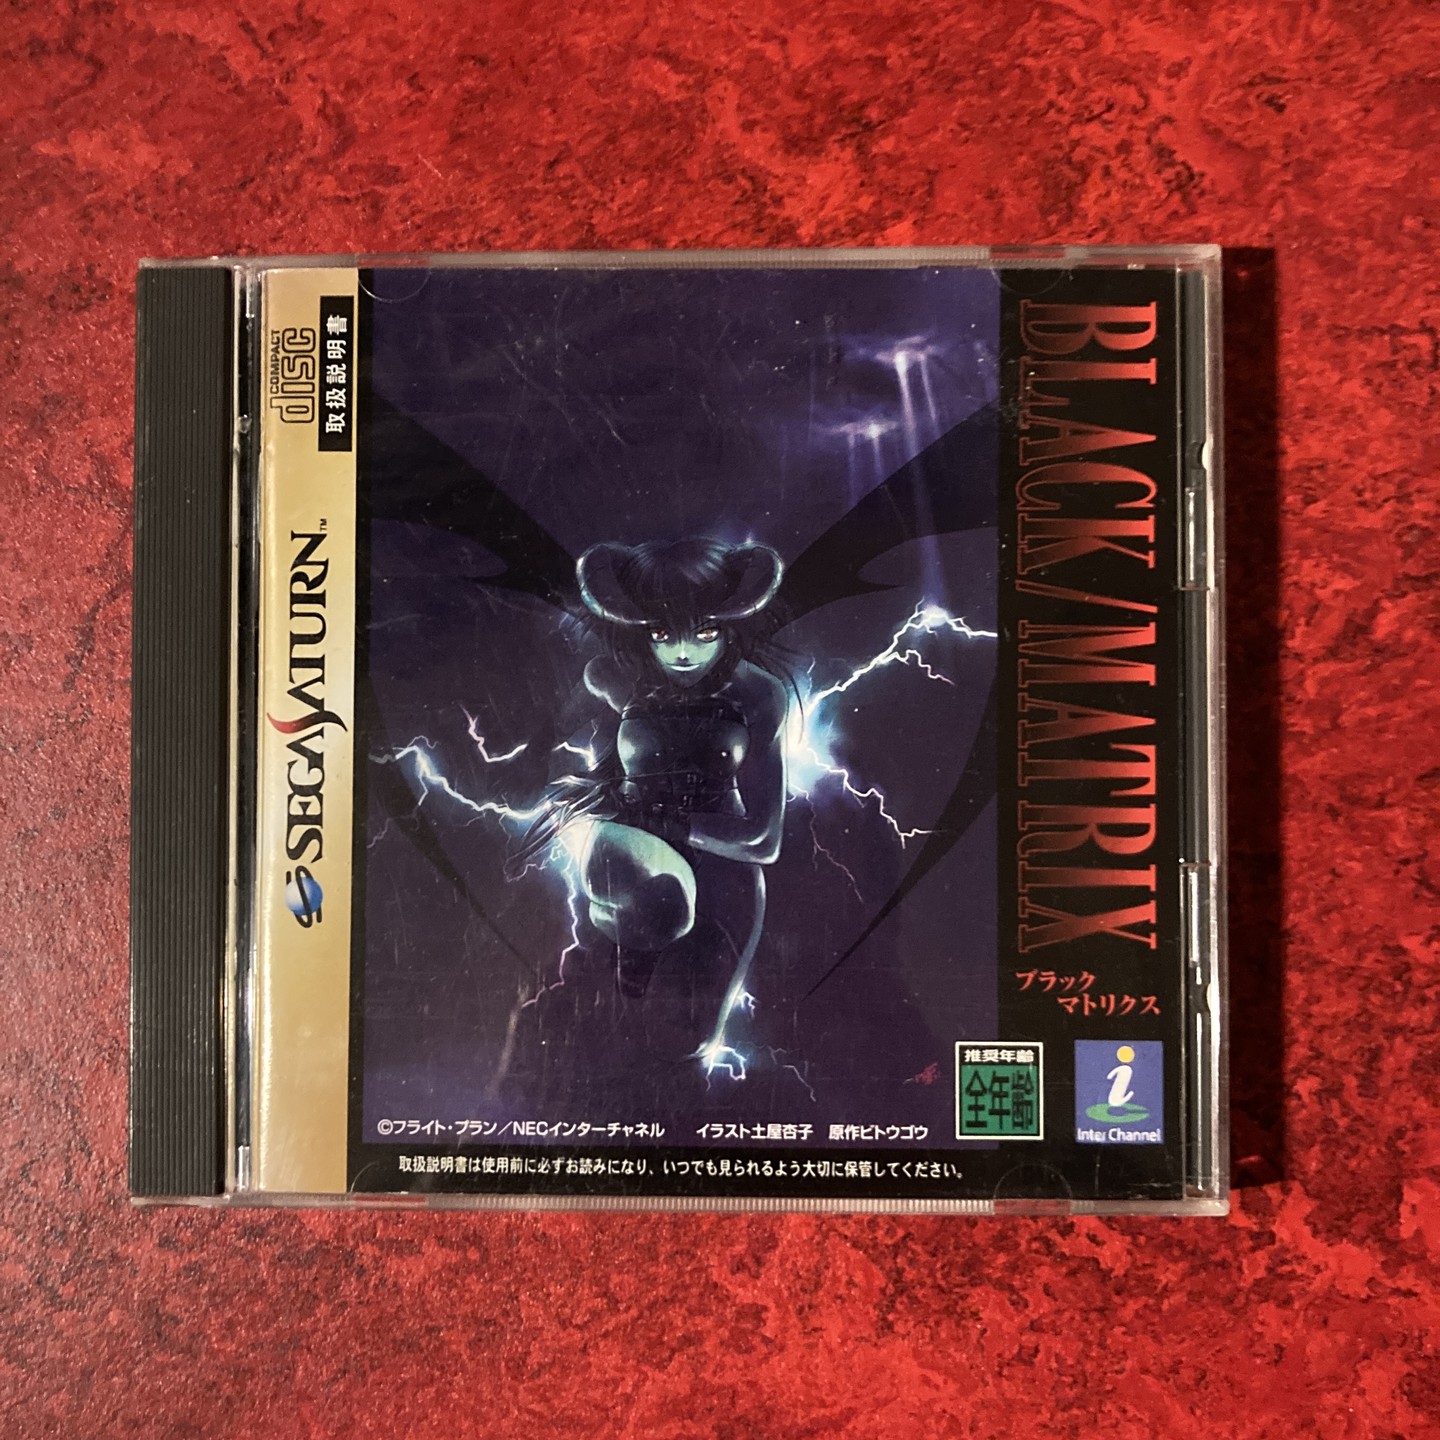 COMPACT
disc
取扱説明書
SEGA SATURN™
BLACK/MATRIX
ブラック
マトリクス
推奨年齢
全年齢
i
Inter Channel
©フライト・プラン/NECインターチャネル イラスト土屋杏子 原作ビトウゴウ
取扱説明書は使用前に必ずお読みになり、いつでも見られるよう大切に保管してください。